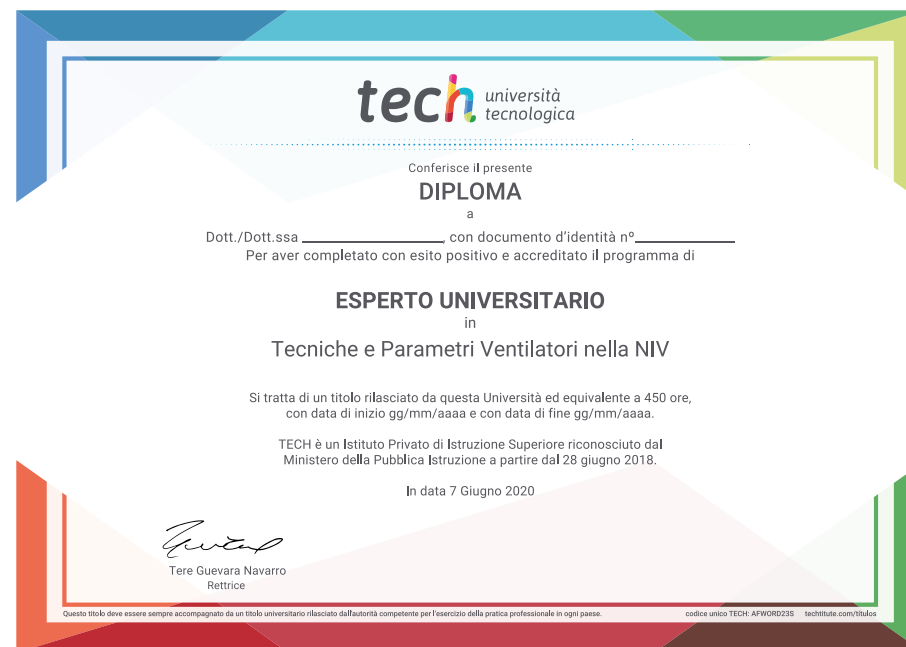 tech università
tecnologica
Conferisce il presente
DIPLOMA
a
Dott./Dott.ssa ________________, con documento d'identità nº____________
Per aver completato con esito positivo e accreditato il programma di
ESPERTO UNIVERSITARIO
in
Tecniche e Parametri Ventilatori nella NIV
Si tratta di un titolo rilasciato da questa Università ed equivalente a 450 ore,
con data di inizio gg/mm/aaaa e con data di fine gg/mm/aaaa.
TECH è un Istituto Privato di Istruzione Superiore riconosciuto dal
Ministero della Pubblica Istruzione a partire dal 28 giugno 2018.
In data 7 Giugno 2020
Tere Guevara Navarro
Rettrice
Questo titolo deve essere sempre accompagnato da un titolo universitario rilasciato dall'autorità competente per l'esercizio della pratica professionale in ogni paese. codice unico TECH: AFWORD23S techtitute.com/titulos